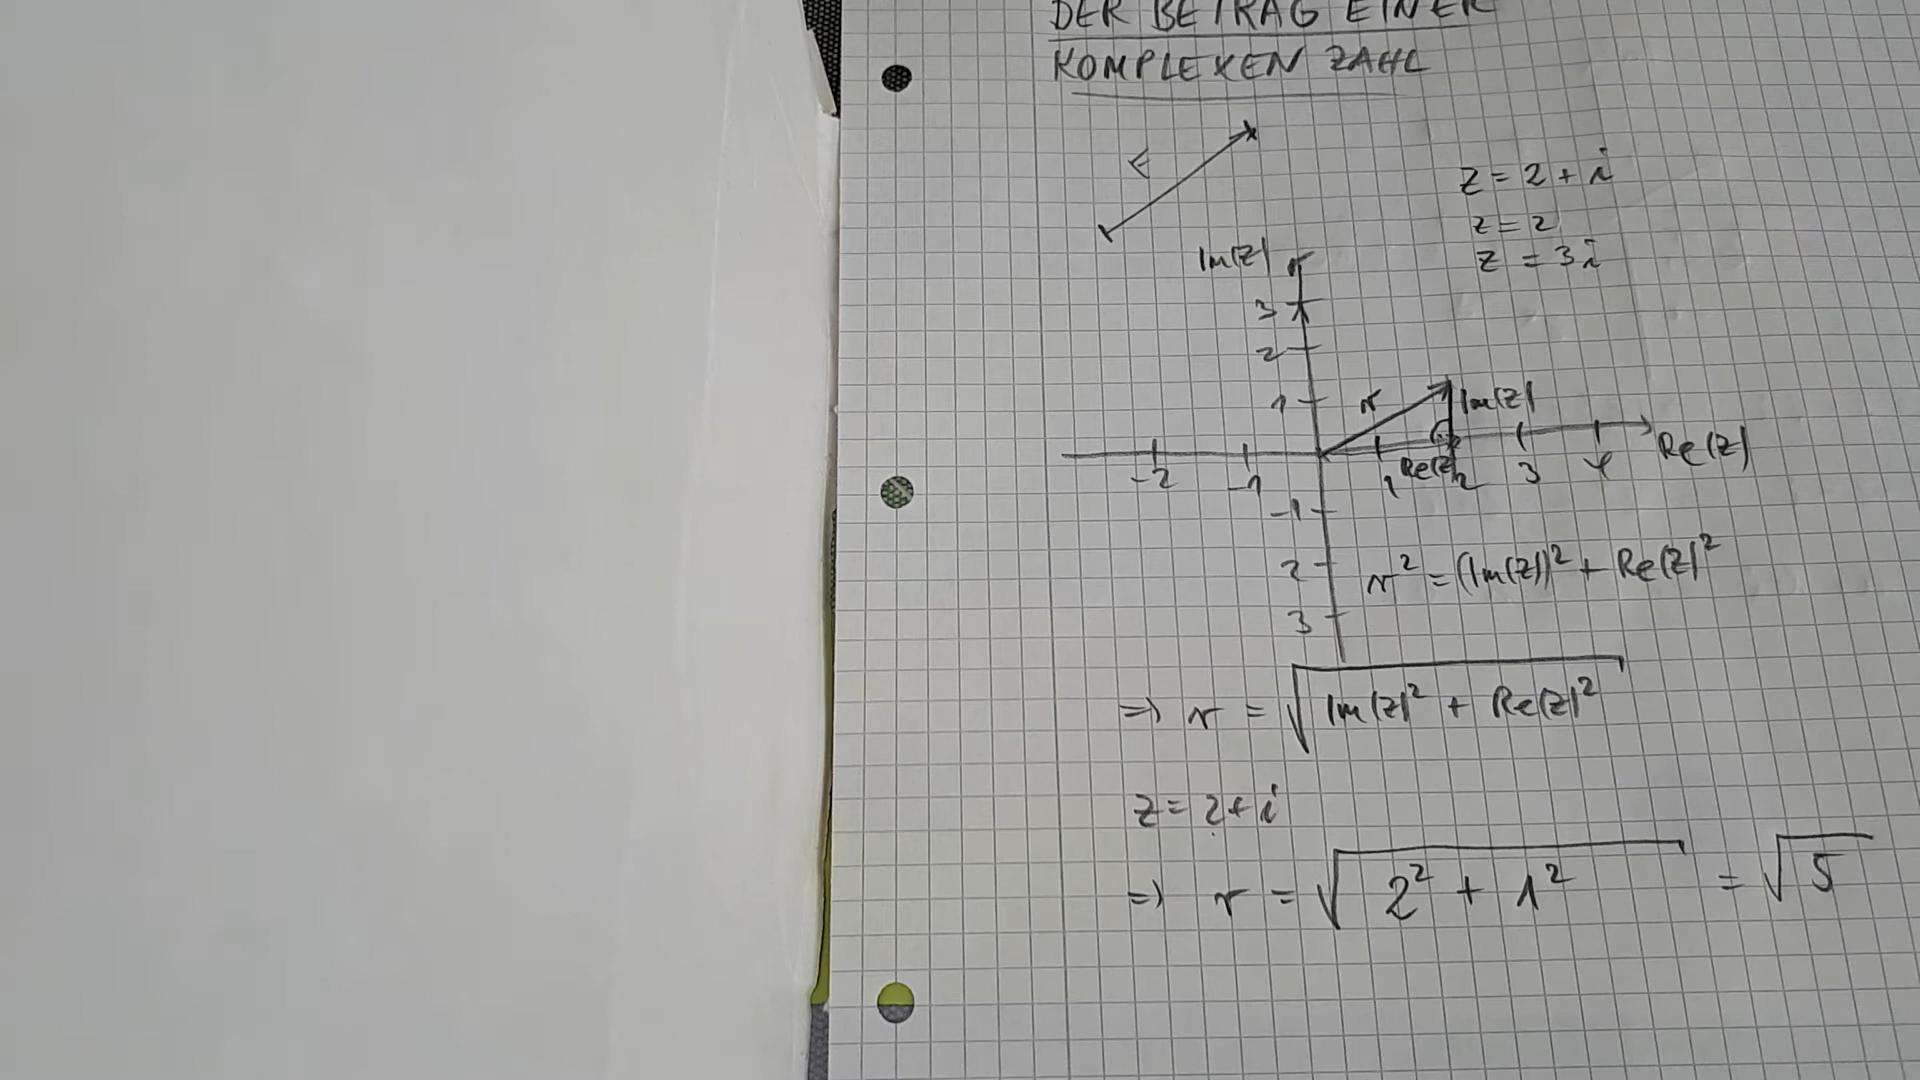 DER BETRAG EINER
KOMPLEXEN ZAHL
z = 2 + i
z = 2
z = 3i
Im(z)
3
2
1 r Im(z)
-2 -1 1 Re(z) 2 3 4 Re(z)
-1
2 r² = (Im(z))² + Re(z)²
3
⇒ r = √(Im(z)² + Re(z)²)
z = 2 + i
⇒ r = √(2² + 1²) = √5